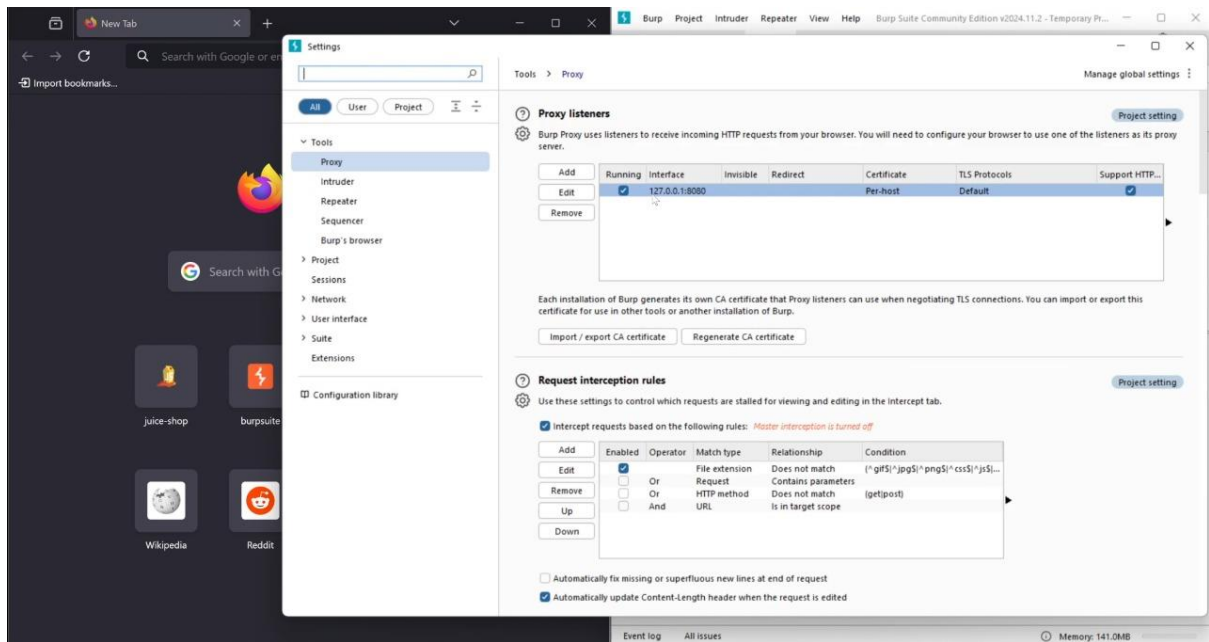 New Tab
Search with Google or en
Import bookmarks...
Search with G
juice-shop
burpsuite
Wikipedia
Reddit
Burp Project Intruder Repeater View Help Burp Suite Community Edition v2024.11.2 - Temporary Pr...
Settings
All User Project
Tools
Proxy
Intruder
Repeater
Sequencer
Burp's browser
Project
Sessions
Network
User interface
Suite
Extensions
Configuration library
Tools > Proxy
Manage global settings
Proxy listeners
Project setting
Burp Proxy uses listeners to receive incoming HTTP requests from your browser. You will need to configure your browser to use one of the listeners as its proxy
server.
Add
Edit
Remove
Running Interface Invisible Redirect Certificate TLS Protocols Support HTTP...
127.0.0.1:8080 Per-host Default
Each installation of Burp generates its own CA certificate that Proxy listeners can use when negotiating TLS connections. You can import or export this
certificate for use in other tools or another installation of Burp.
Import / export CA certificate Regenerate CA certificate
Request interception rules
Project setting
Use these settings to control which requests are stalled for viewing and editing in the Intercept tab.
Intercept requests based on the following rules: Master interception is turned off
Add
Edit
Remove
Up
Down
Enabled Operator Match type Relationship Condition
File extension Does not match (^gif$|^jpg$|^png$|^css$|^js$|...
Or Request Contains parameters
Or HTTP method Does not match (get|post)
And URL Is in target scope
Automatically fix missing or superfluous new lines at end of request
Automatically update Content-Length header when the request is edited
Event log All issues
Memory: 141.0MB